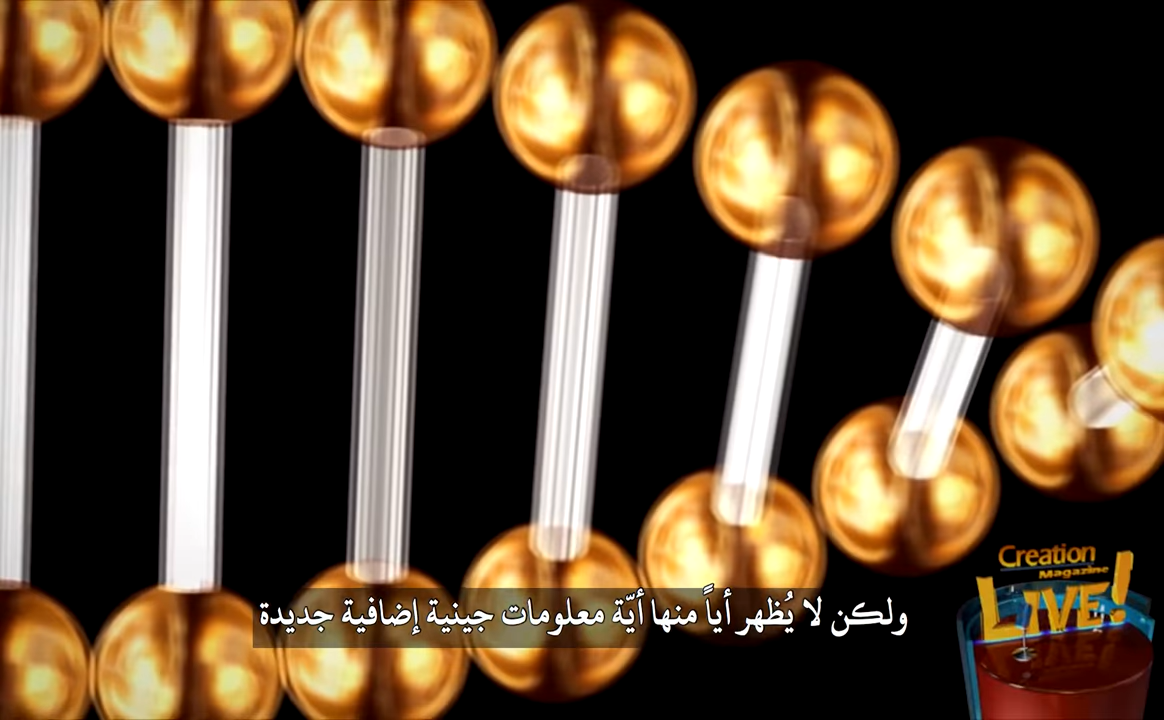 Creation
Magazine
LIVE!
ولكن لا يُظهر أياً منها أيّة معلومات جينية إضافية جديدة